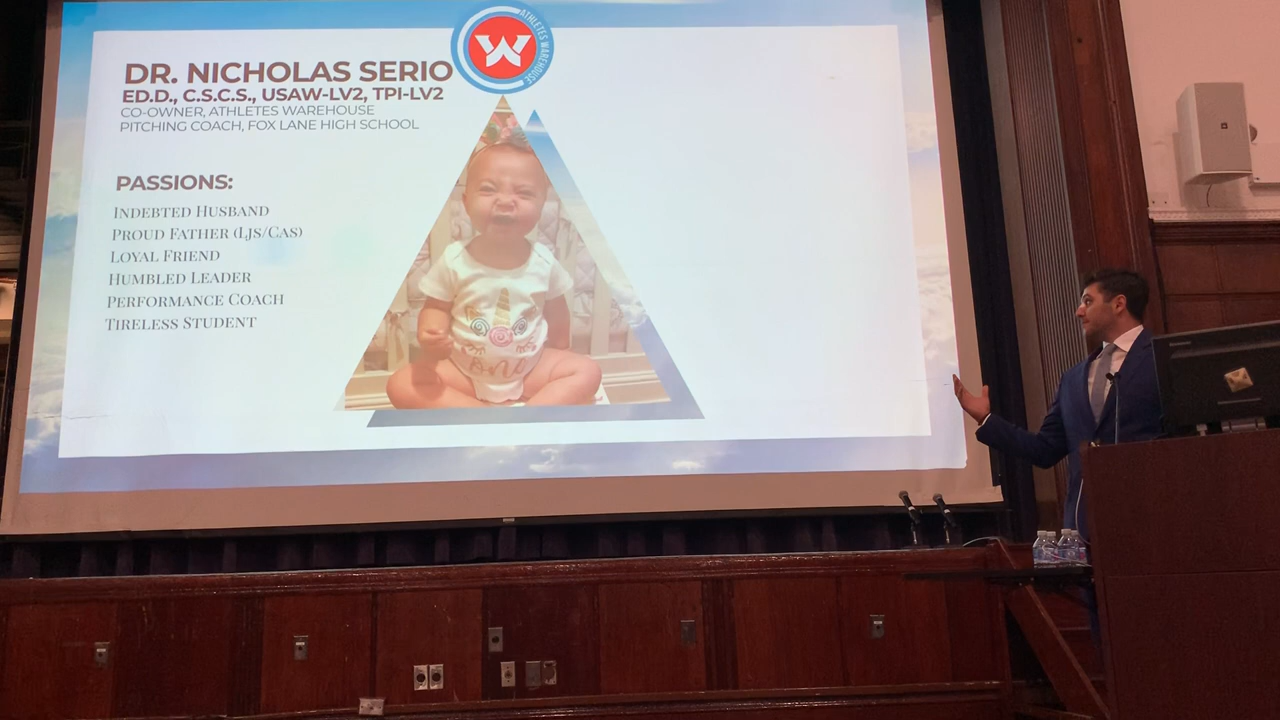 ATHLETES WAREHOUSE
W
DR. NICHOLAS SERIO
ED.D., C.S.C.S., USAW-LV2, TPI-LV2
CO-OWNER, ATHLETES WAREHOUSE
PITCHING COACH, FOX LANE HIGH SCHOOL
PASSIONS:
INDEBTED HUSBAND
PROUD FATHER (LJS/CAS)
LOYAL FRIEND
HUMBLED LEADER
PERFORMANCE COACH
TIRELESS STUDENT
one